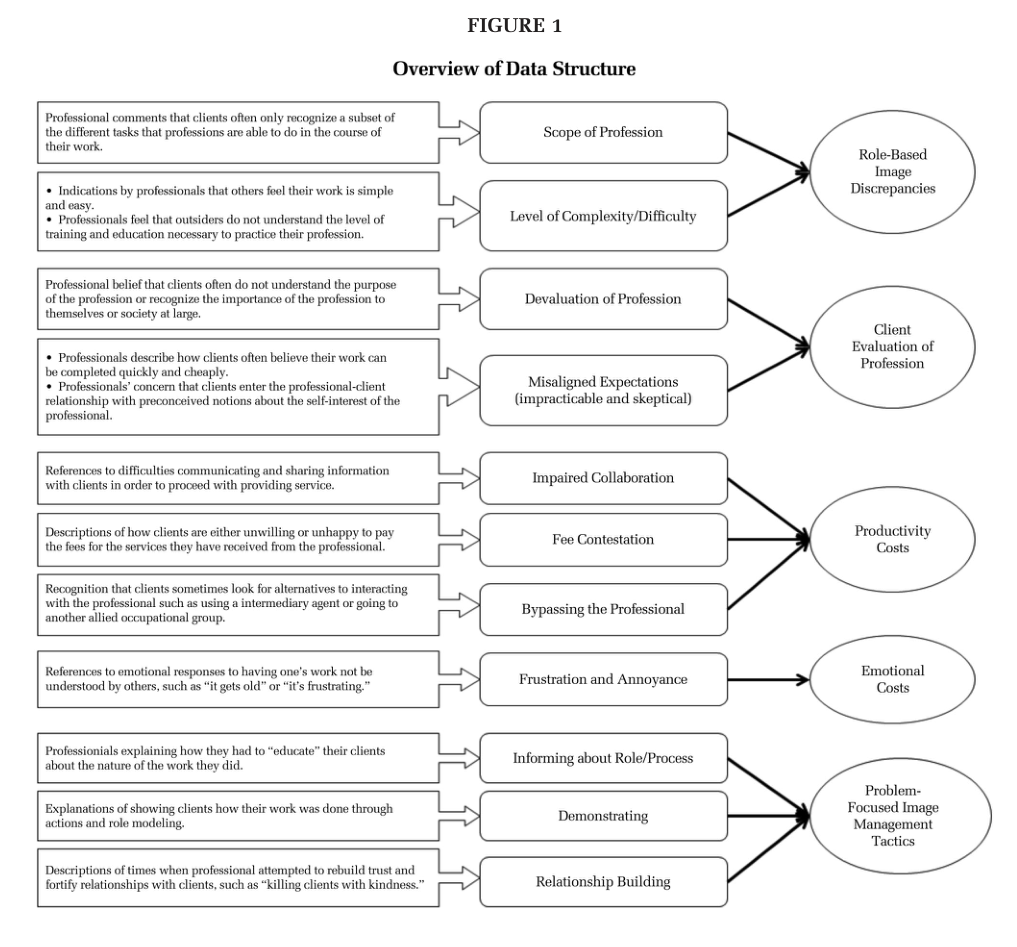 FIGURE 1
Overview of Data Structure
Professional comments that clients often only recognize a subset of
the different tasks that professions are able to do in the course of
their work.
Scope of Profession
Role-Based
Image
Discrepancies
• Indications by professionals that others feel their work is simple
and easy.
• Professionals feel that outsiders do not understand the level of
training and education necessary to practice their profession.
Level of Complexity/Difficulty
Professional belief that clients often do not understand the purpose
of the profession or recognize the importance of the profession to
themselves or society at large.
Devaluation of Profession
Client
Evaluation of
Profession
• Professionals describe how clients often believe their work can
be completed quickly and cheaply.
• Professionals’ concern that clients enter the professional-client
relationship with preconceived notions about the self-interest of the
professional.
Misaligned Expectations
(impracticable and skeptical)
References to difficulties communicating and sharing information
with clients in order to proceed with providing service.
Impaired Collaboration
Descriptions of how clients are either unwilling or unhappy to pay
the fees for the services they have received from the professional.
Fee Contestation
Productivity
Costs
Recognition that clients sometimes look for alternatives to interacting
with the professional such as using a intermediary agent or going to
another allied occupational group.
Bypassing the Professional
References to emotional responses to having one’s work not be
understood by others, such as “it gets old” or “it’s frustrating.”
Frustration and Annoyance
Emotional
Costs
Professionials explaining how they had to “educate” their clients
about the nature of the work they did.
Informing about Role/Process
Explanations of showing clients how their work was done through
actions and role modeling.
Demonstrating
Problem-
Focused Image
Management
Tactics
Descriptions of times when professional attempted to rebuild trust and
fortify relationships with clients, such as “killing clients with kindness.”
Relationship Building